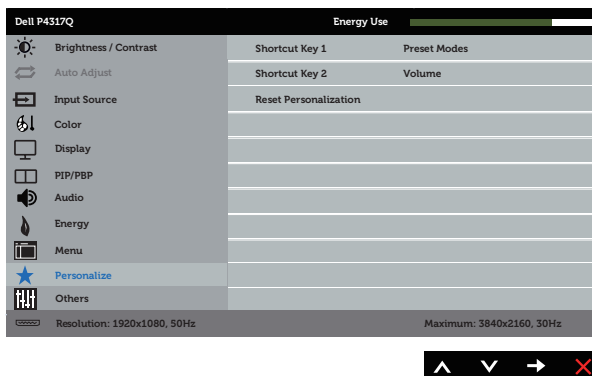 Dell P4317Q Energy Use
Brightness / Contrast Shortcut Key 1 Preset Modes
Auto Adjust Shortcut Key 2 Volume
Input Source Reset Personalization
Color
Display
PIP/PBP
Audio
Energy
Menu
Personalize
Others
Resolution: 1920x1080, 50Hz Maximum: 3840x2160, 30Hz